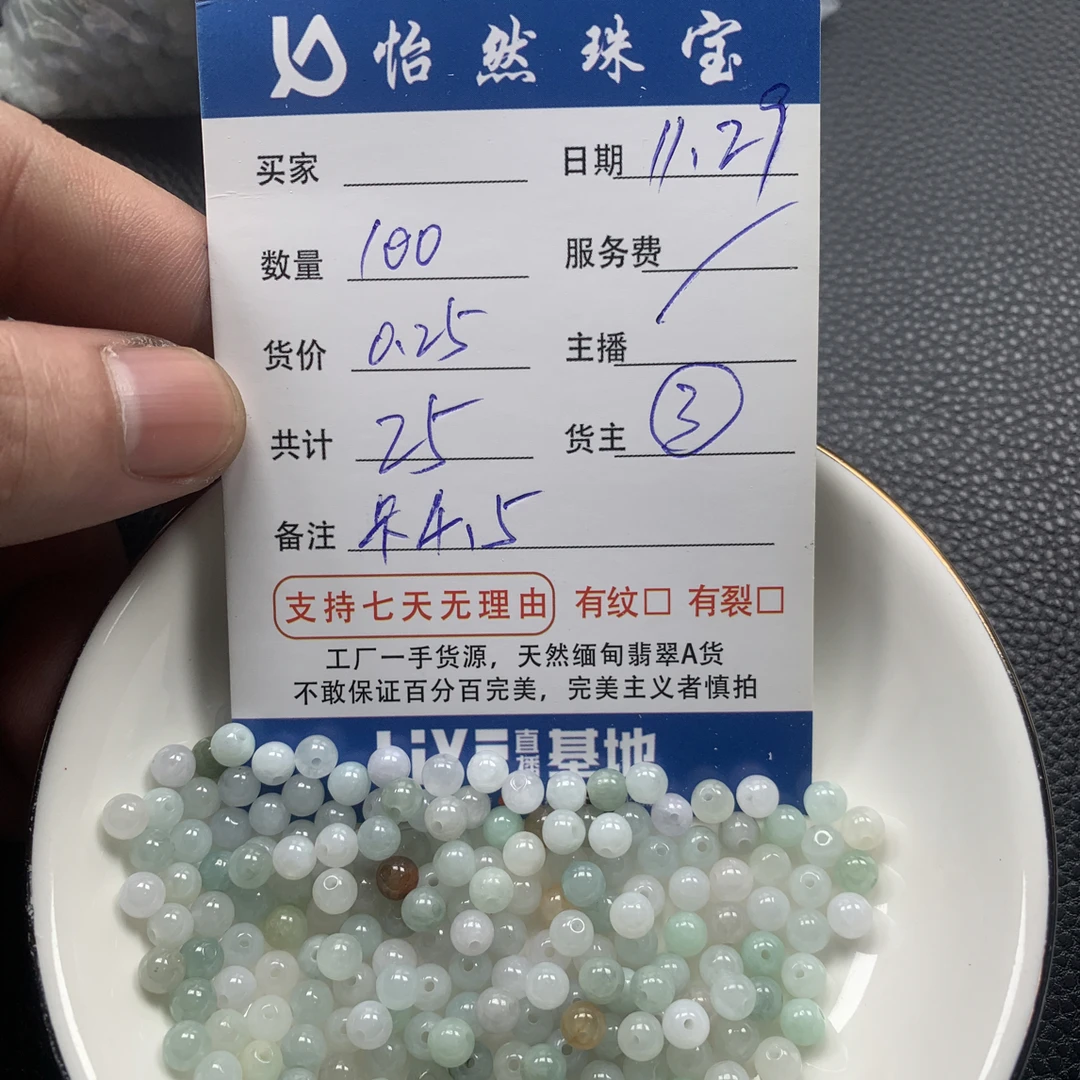 怡然珠宝
买家 日期 11.29
数量 100 服务费 /
货价 0.25 主播
共计 25 货主 ③
备注 卡4.5
支持七天无理由 有纹□ 有裂□
工厂一手货源，天然缅甸翡翠A货
不敢保证百分百完美，完美主义者慎拍
直播基地